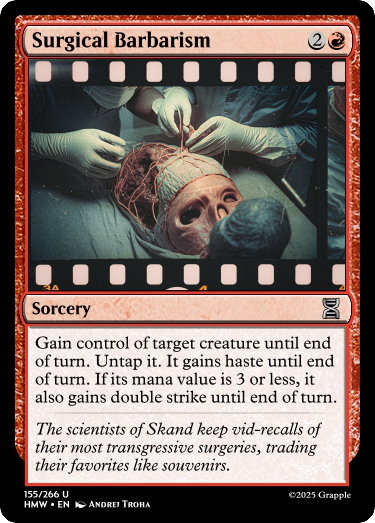 Surgical Barbarism 2
Sorcery
Gain control of target creature until end
of turn. Untap it. It gains haste until end
of turn. If its mana value is 3 or less, it
also gains double strike until end of turn.
The scientists of Skand keep vid-recalls of
their most transgressive surgeries, trading
their favorites like souvenirs.
155/266 U
HMW • EN Andrei Troha
©2025 Grapple